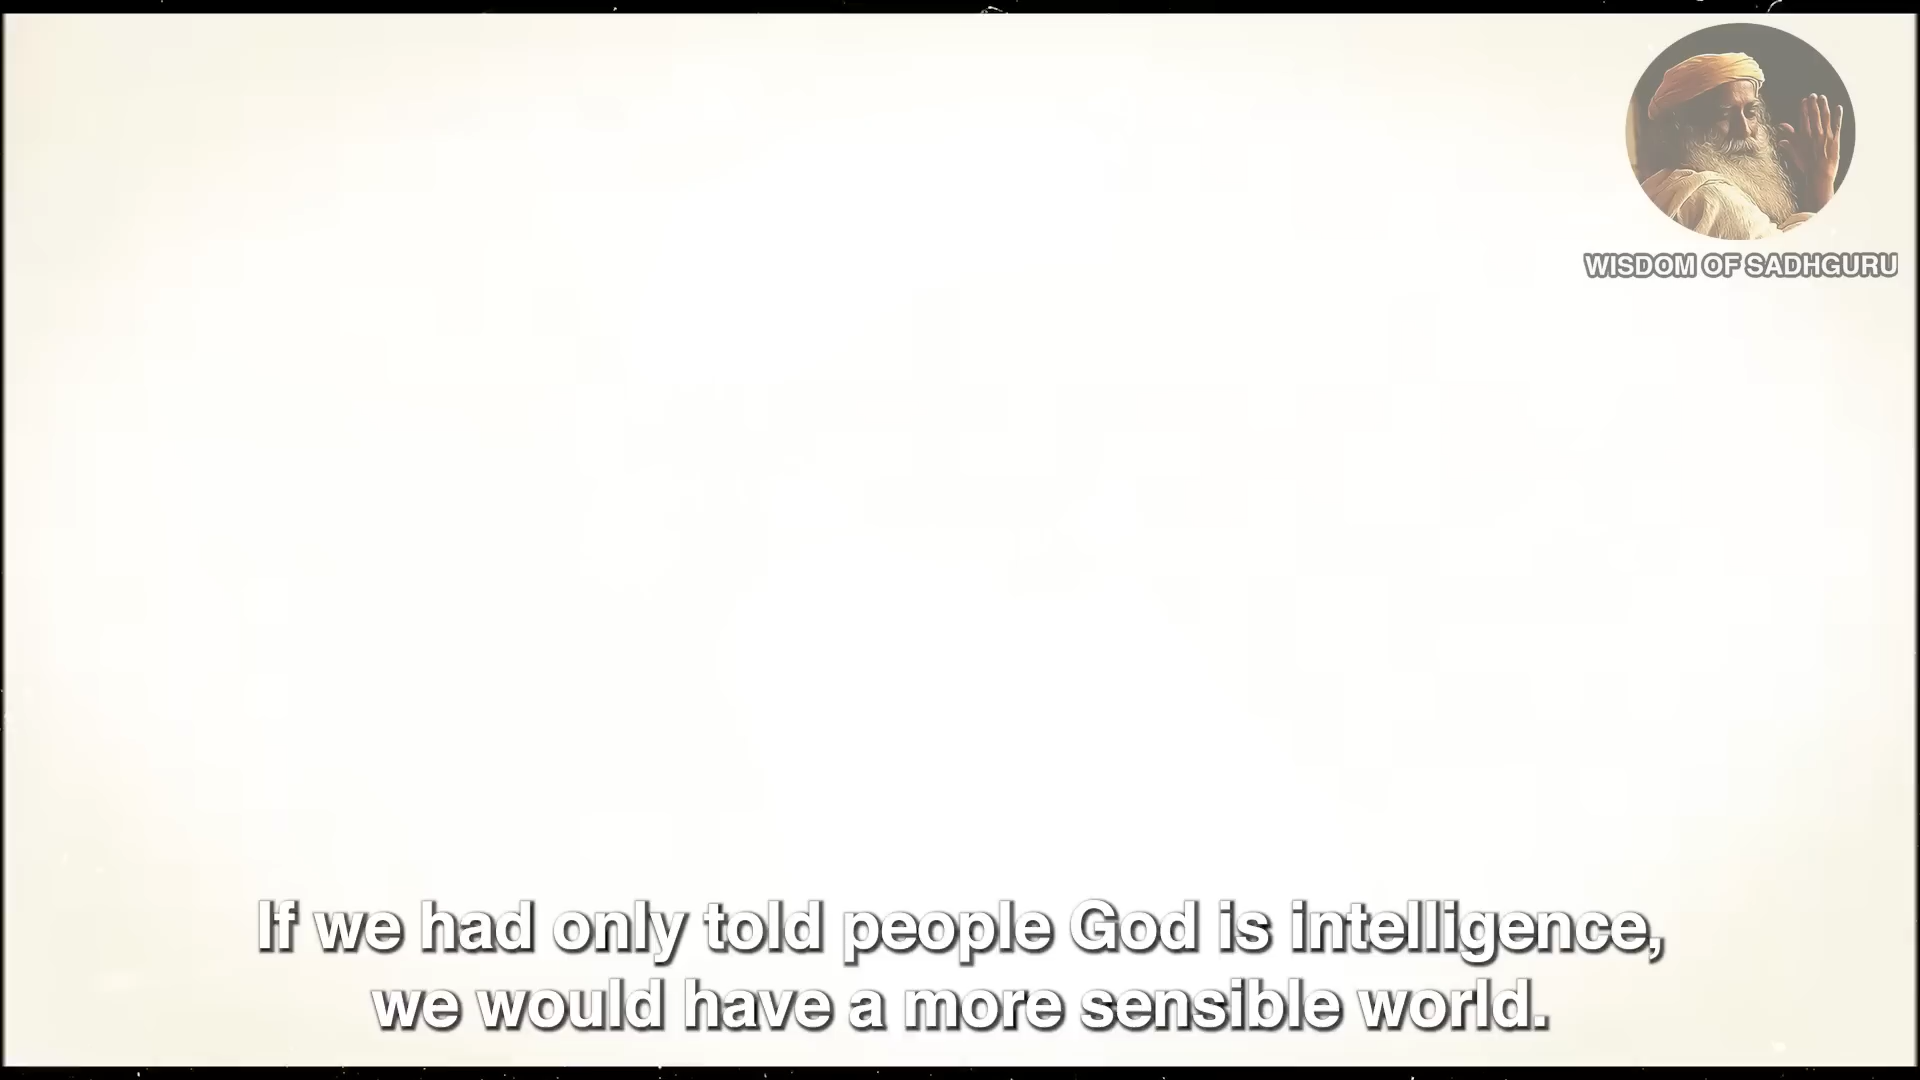 WISDOM OF SADHGURU
If we had only told people God is intelligence,
we would have a more sensible world.